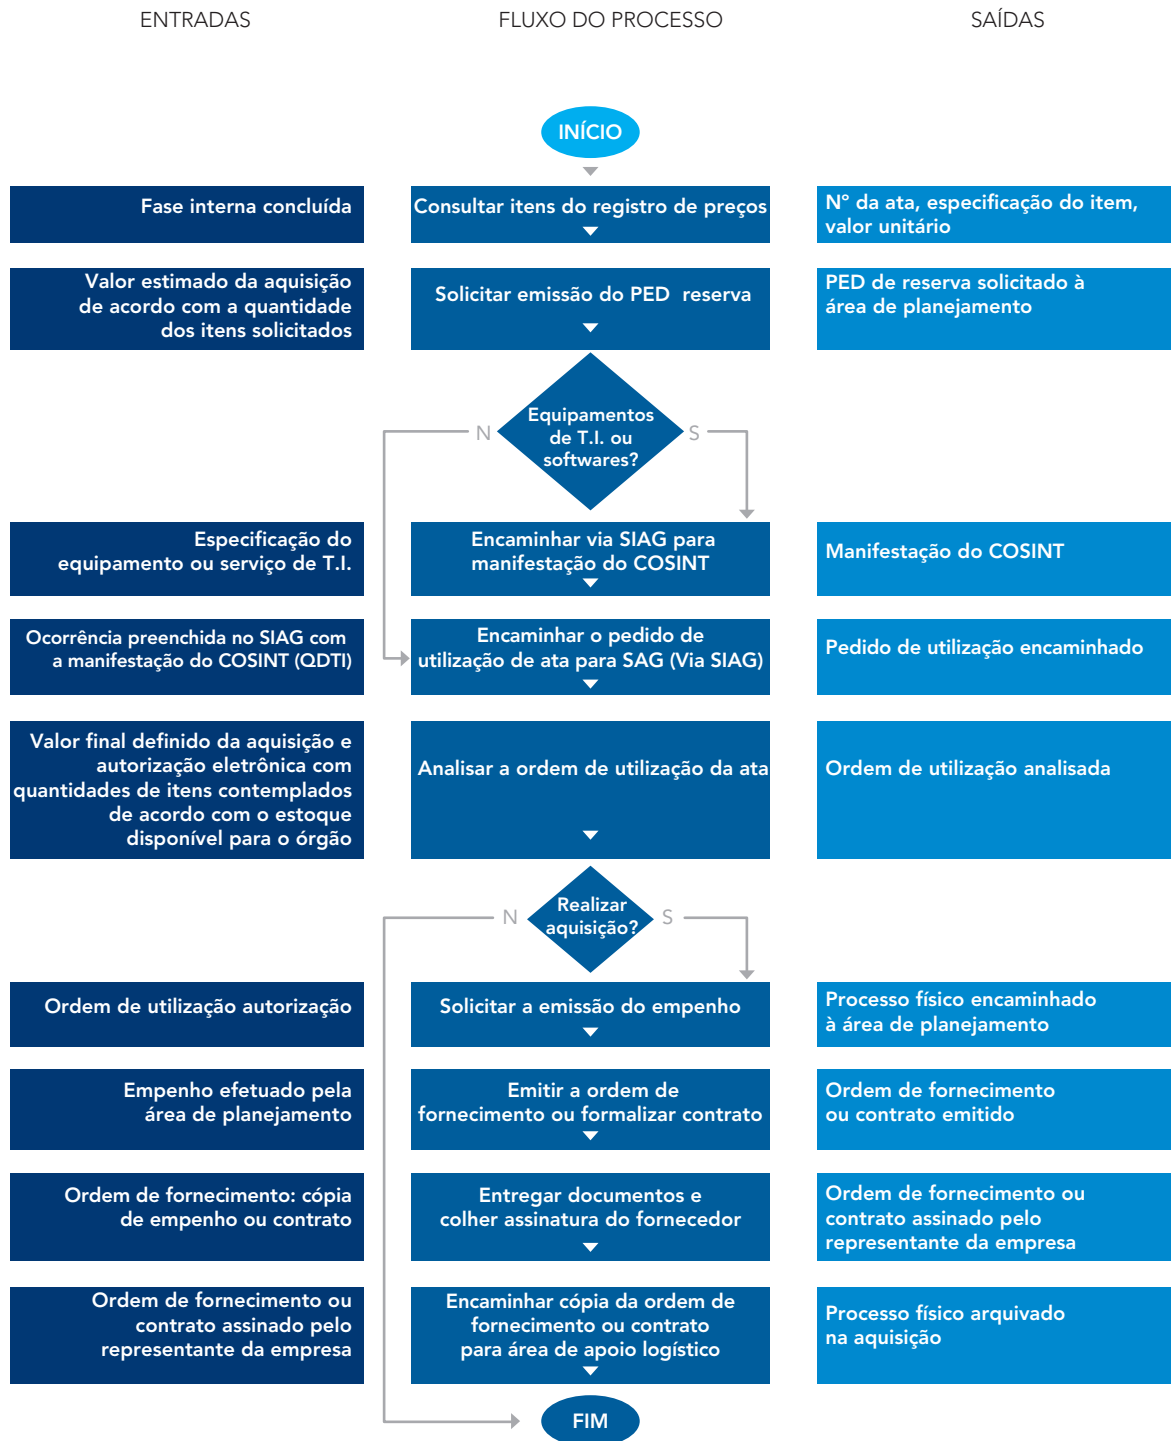 ENTRADAS
FLUXO DO PROCESSO
SAÍDAS
INÍCIO
Fase interna concluída
Consultar itens do registro de preços
Nº da ata, especificação do item,
valor unitário
Valor estimado da aquisição
de acordo com a quantidade
dos itens solicitados
Solicitar emissão do PED reserva
PED de reserva solicitado à
área de planejamento
N
Equipamentos
de T.I. ou
softwares?
S
Especificação do
equipamento ou serviço de T.I.
Encaminhar via SIAG para
manifestação do COSINT
Manifestação do COSINT
Ocorrência preenchida no SIAG com
a manifestação do COSINT (QDTI)
Encaminhar o pedido de
utilização de ata para SAG (Via SIAG)
Pedido de utilização encaminhado
Valor final definido da aquisição e
autorização eletrônica com
quantidades de itens contemplados
de acordo com o estoque
disponível para o órgão
Analisar a ordem de utilização da ata
Ordem de utilização analisada
N
Realizar
aquisição?
S
Ordem de utilização autorização
Solicitar a emissão do empenho
Processo físico encaminhado
à área de planejamento
Empenho efetuado pela
área de planejamento
Emitir a ordem de
fornecimento ou formalizar contrato
Ordem de fornecimento
ou contrato emitido
Ordem de fornecimento: cópia
de empenho ou contrato
Entregar documentos e
colher assinatura do fornecedor
Ordem de fornecimento ou
contrato assinado pelo
representante da empresa
Ordem de fornecimento ou
contrato assinado pelo
representante da empresa
Encaminhar cópia da ordem de
fornecimento ou contrato
para área de apoio logístico
Processo físico arquivado
na aquisição
FIM